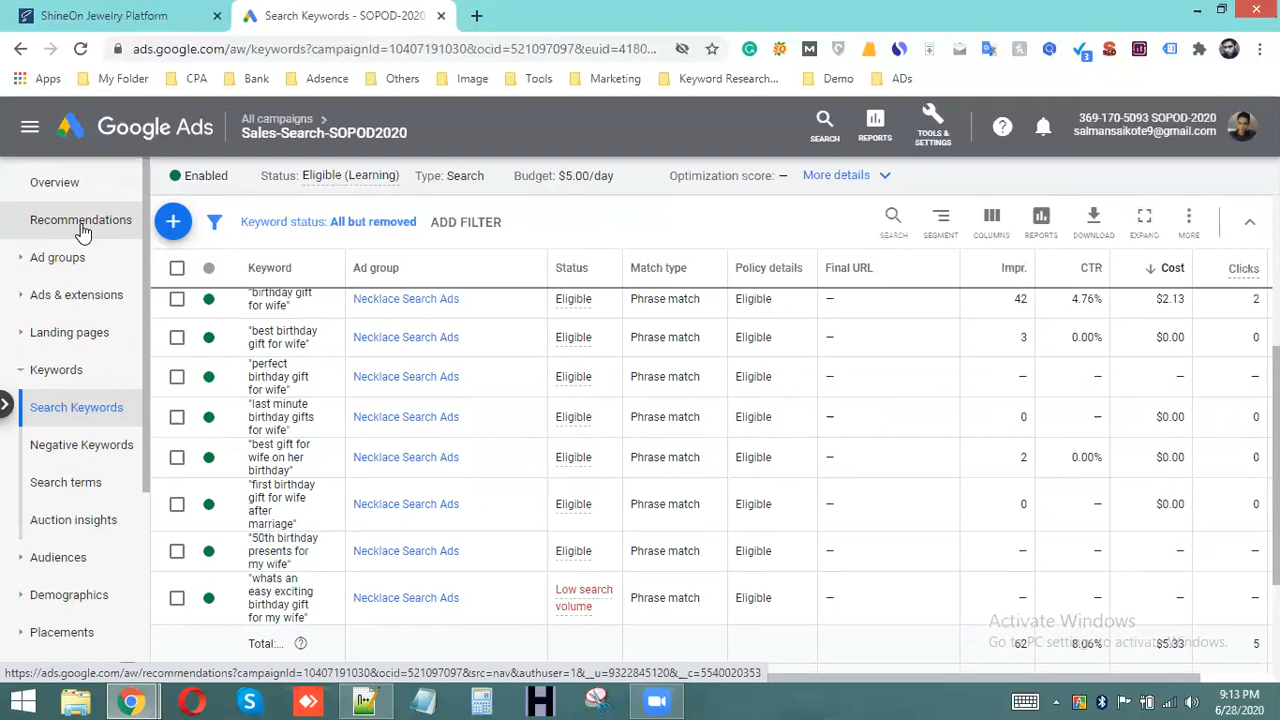 ShineOn Jewelry Platform
Search Keywords - SOPOD-2020
ads.google.com/aw/keywords?campaignId=10407191030&ocid=521097097&euid=4180...
Apps
My Folder
CPA
Bank
Adsence
Others
Image
Tools
Marketing
Keyword Research...
Demo
ADs
Google Ads
All campaigns
Sales-Search-SOPOD2020
SEARCH
REPORTS
TOOLS & SETTINGS
369-170-5093 SOPOD-2020
salmansaikote9@gmail.com
Overview
Recommendations
Ad groups
Ads & extensions
Landing pages
Keywords
Search Keywords
Negative Keywords
Search terms
Auction insights
Audiences
Demographics
Placements
Enabled Status: Eligible (Learning) Type: Search Budget: $5.00/day Optimization score: — More details
Keyword status: All but removed ADD FILTER
SEARCH SEGMENT COLUMNS REPORTS DOWNLOAD EXPAND MORE
Keyword Ad group Status Match type Policy details Final URL Impr. CTR Cost Clicks
"birthday gift for wife" Necklace Search Ads Eligible Phrase match Eligible — 42 4.76% $2.13 2
"best birthday gift for wife" Necklace Search Ads Eligible Phrase match Eligible — 3 0.00% $0.00 0
"perfect birthday gift for wife" Necklace Search Ads Eligible Phrase match Eligible — — — — —
"last minute birthday gifts for wife" Necklace Search Ads Eligible Phrase match Eligible — 0 — $0.00 0
"best gift for wife on her birthday" Necklace Search Ads Eligible Phrase match Eligible — 2 0.00% $0.00 0
"first birthday gift for wife after marriage" Necklace Search Ads Eligible Phrase match Eligible — 0 — $0.00 0
"50th birthday presents for my wife" Necklace Search Ads Eligible Phrase match Eligible — — — — —
"whats an easy exciting birthday gift for my wife" Necklace Search Ads Low search volume Phrase match Eligible — — — — —
Total:... 62 8.06% $5.33 5
Activate Windows
Go to PC settings to activate Windows.
https://ads.google.com/aw/recommendations?campaignId=10407191030&ocid=521097097&src=nav&authuser=1&__u=9322845120&__c=5540020353
9:13 PM
6/28/2020